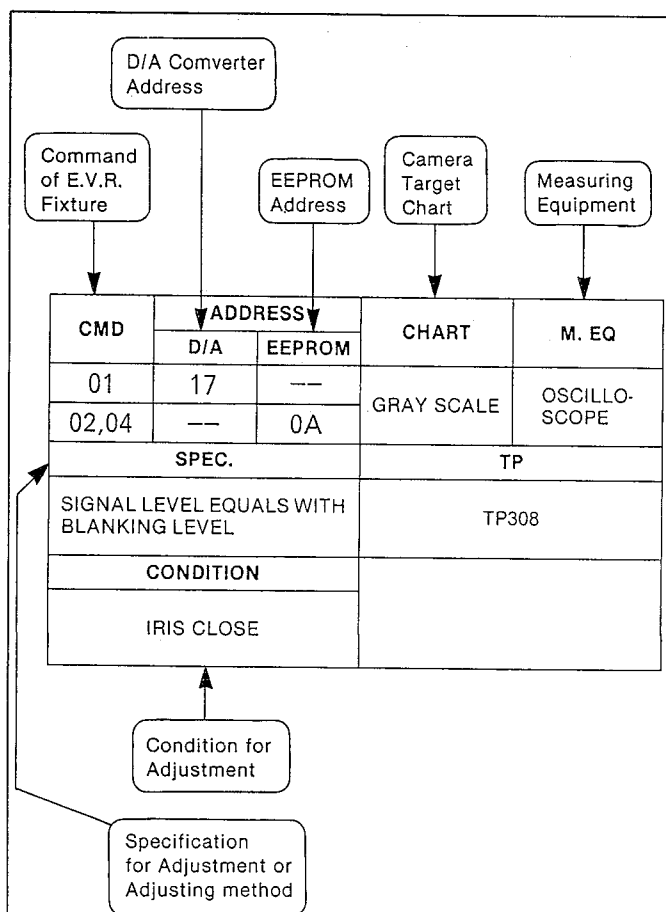 D/A Comverter
Address
Command
of E.V.R.
Fixture
EEPROM
Address
Camera
Target
Chart
Measuring
Equipment
CMD
ADDRESS
CHART
M. EQ
D/A
EEPROM
01
17
--
GRAY SCALE
OSCILLO-
SCOPE
02,04
--
0A
SPEC.
TP
SIGNAL LEVEL EQUALS WITH
BLANKING LEVEL
TP308
CONDITION
IRIS CLOSE
Condition for
Adjustment
Specification
for Adjustment or
Adjusting method